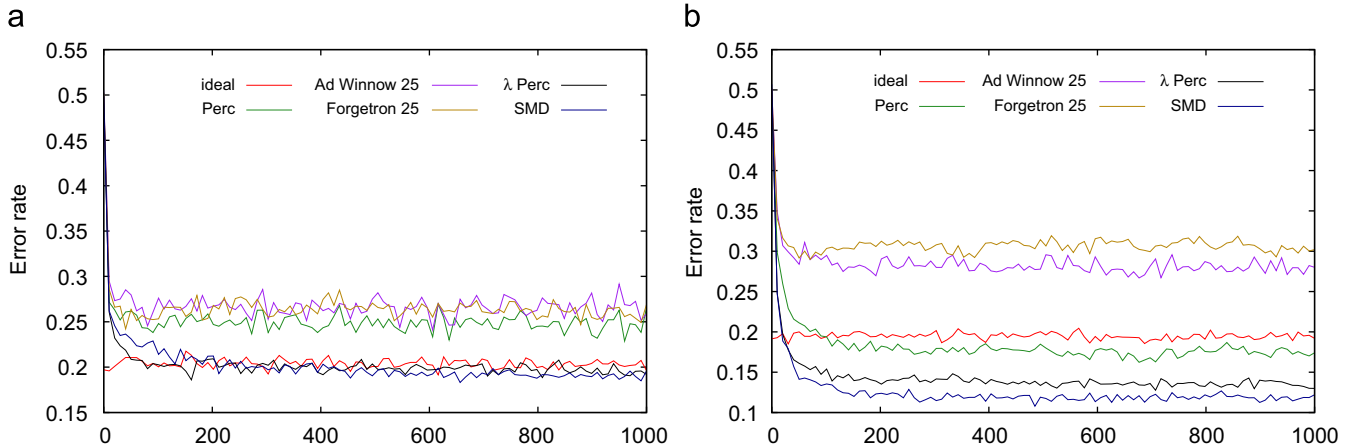 a
0.55
0.5
0.45
0.4
0.35
0.3
0.25
0.2
0.15
Error rate
ideal Ad Winnow 25 λ Perc
Perc Forgetron 25 SMD
0 200 400 600 800 1000
b
0.55
0.5
0.45
0.4
0.35
0.3
0.25
0.2
0.15
0.1
Error rate
ideal Ad Winnow 25 λ Perc
Perc Forgetron 25 SMD
0 200 400 600 800 1000